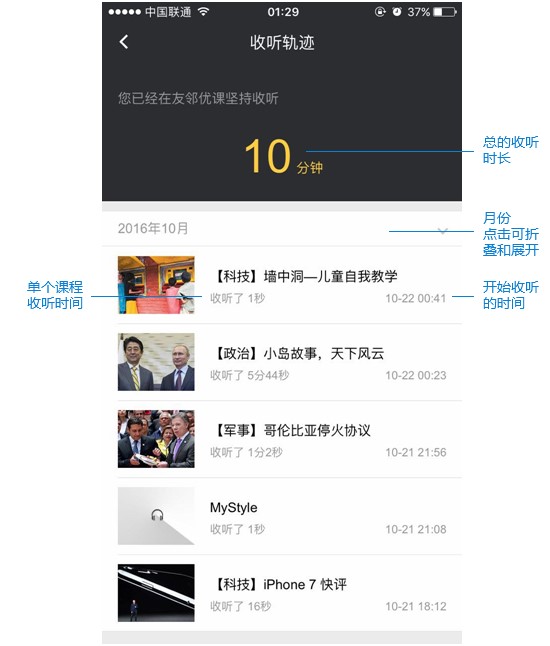 中国联通 01:29 37%
收听轨迹
您已经在友邻优课坚持收听
10 分钟
总的收听
时长
2016年10月
月份
点击可折
叠和展开
【科技】墙中洞—儿童自我教学
收听了 1秒 10-22 00:41
单个课程
收听时间
开始收听
的时间
【政治】小岛故事，天下风云
收听了 5分44秒 10-22 00:23
【军事】哥伦比亚停火协议
收听了 1分2秒 10-21 21:56
MyStyle
收听了 1秒 10-21 21:08
【科技】iPhone 7 快评
收听了 16秒 10-21 18:12